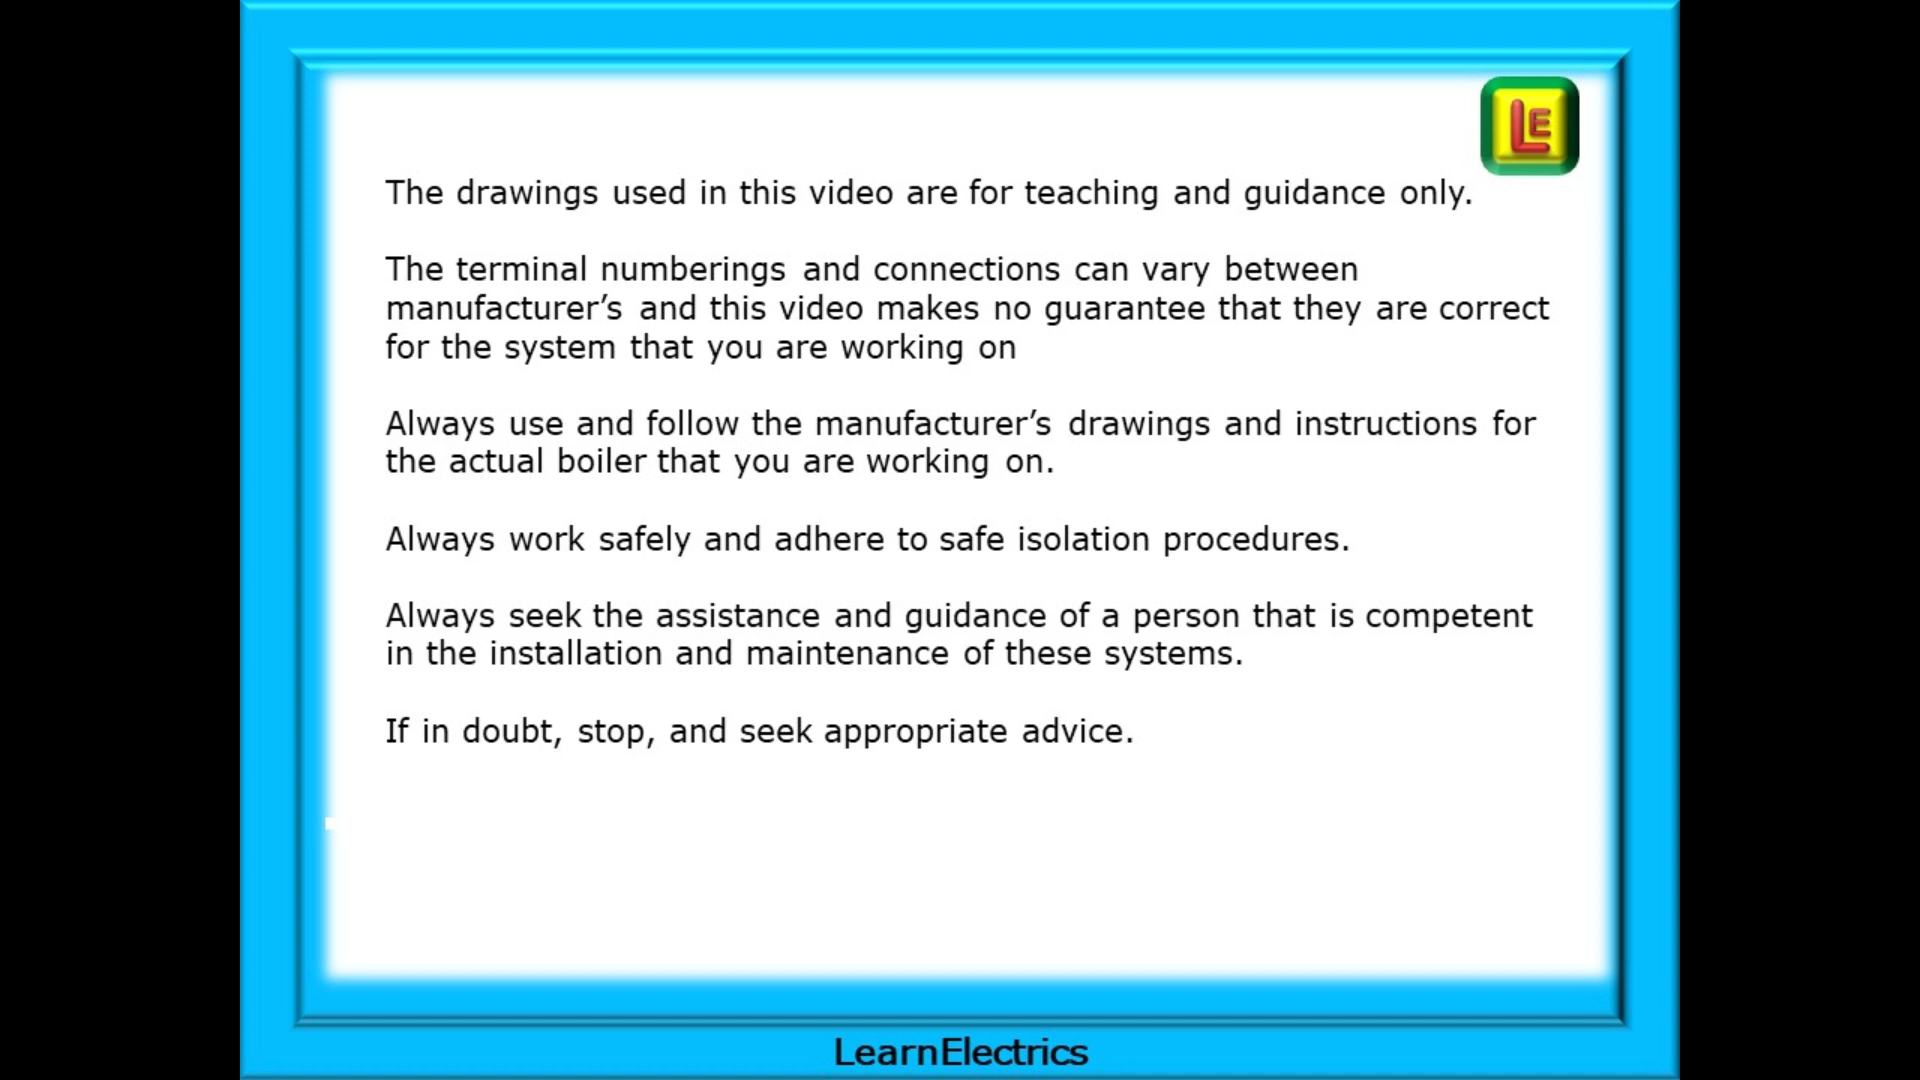 LE
The drawings used in this video are for teaching and guidance only.
The terminal numberings and connections can vary between
manufacturer’s and this video makes no guarantee that they are correct
for the system that you are working on
Always use and follow the manufacturer’s drawings and instructions for
the actual boiler that you are working on.
Always work safely and adhere to safe isolation procedures.
Always seek the assistance and guidance of a person that is competent
in the installation and maintenance of these systems.
If in doubt, stop, and seek appropriate advice.
LearnElectrics